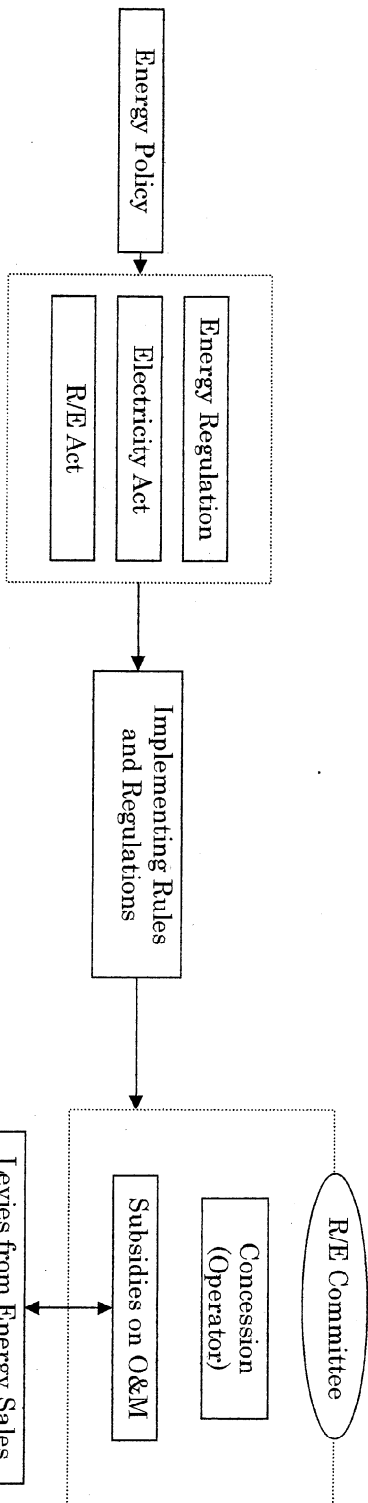 Energy Policy
Energy Regulation
Electricity Act
R/E Act
Implementing Rules
and Regulations
R/E Committee
Concession
(Operator)
Subsidies on O&M
Levies from Energy Sales